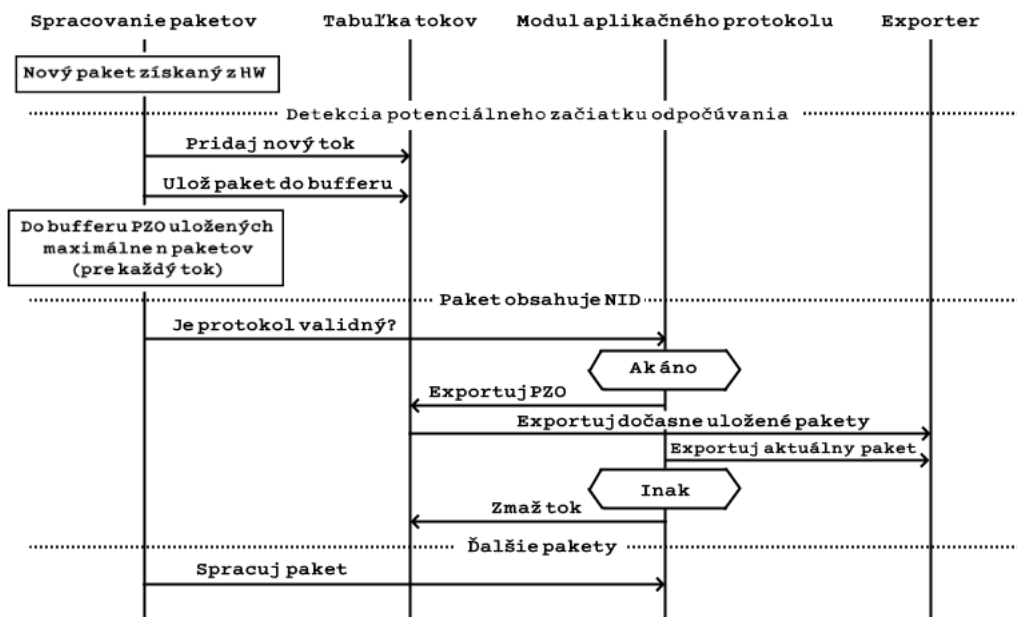 Spracovanie paketov Tabuľka tokov Modul aplikačného protokolu Exporter
Nový paket získaný z HW
Detekcia potenciálneho začiatku odpočúvania
Pridaj nový tok
Ulož paket do bufferu
Do bufferu PZO uložených
maximálne n paketov
(pre každý tok)
Paket obsahuje NID
Je protokol validný?
Ak áno
Exportuj PZO
Exportuj dočasne uložené pakety
Exportuj aktuálny paket
Inak
Zmaž tok
Ďalšie pakety
Spracuj paket